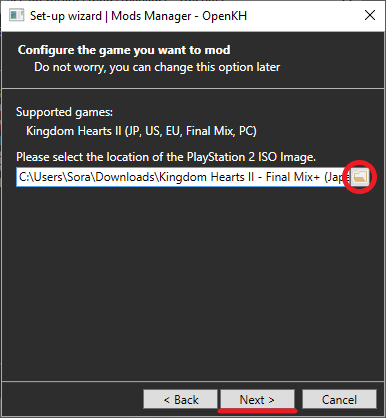 Set-up wizard | Mods Manager - OpenKH
Configure the game you want to mod
Do not worry, you can change this option later
Supported games:
Kingdom Hearts II (JP, US, EU, Final Mix, PC)
Please select the location of the PlayStation 2 ISO Image.
C:\Users\Sora\Downloads\Kingdom Hearts II - Final Mix+ (Jap
< Back
Next >
Cancel